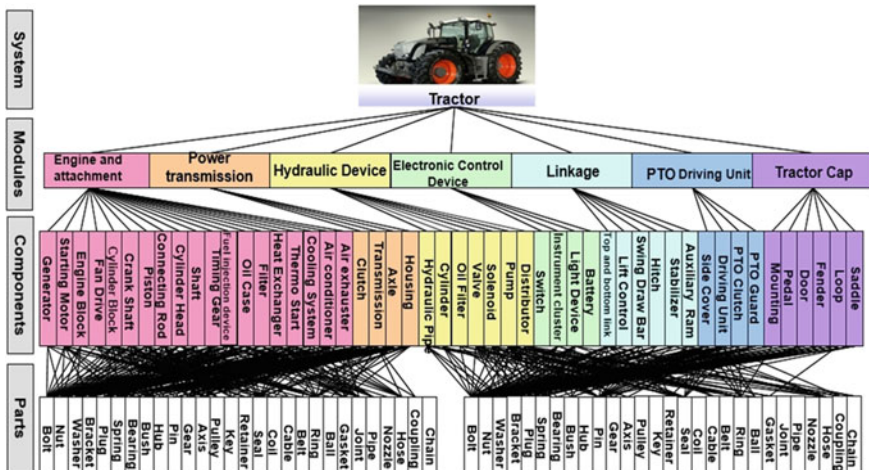 System
Tractor
Modules
Engine and
attachment
Power
transmission
Hydraulic Device
Electronic Control
Device
Linkage
PTO Driving Unit
Tractor Cap
Components
Generator
Starting Motor
Engine Block
Fan Drive
Cylinder Block
Crank Shaft
Piston
Connecting Rod
Cylinder Head
Shaft
Timing Gear
Fuel injection device
Oil Case
Filter
Heat Exchanger
Thermo Start
Cooling System
Air conditioner
Air exhauster
Clutch
Transmission
Axle
Housing
Hydraulic Pipe
Cylinder
Oil Filter
Valve
Solenoid
Pump
Distributor
Switch
Instrument cluster
Light Device
Battery
Top and bottom link
Lift Control
Swing Draw Bar
Hitch
Stabilizer
Auxiliary Ram
Side Cover
Driving Unit
PTO Clutch
PTO Guard
Mounting
Pedal
Door
Fender
Loop
Saddle
Parts
Bolt
Nut
Washer
Bracket
Plug
Spring
Bearing
Bush
Hub
Pin
Gear
Axis
Pulley
Key
Retainer
Seal
Coil
Cable
Belt
Ring
Ball
Gasket
Joint
Pipe
Nozzle
Hose
Coupling
Chain
Bolt
Nut
Washer
Bracket
Plug
Spring
Bearing
Bush
Hub
Pin
Gear
Axis
Pulley
Key
Retainer
Seal
Coil
Cable
Belt
Ring
Ball
Gasket
Joint
Pipe
Nozzle
Hose
Coupling
Chain